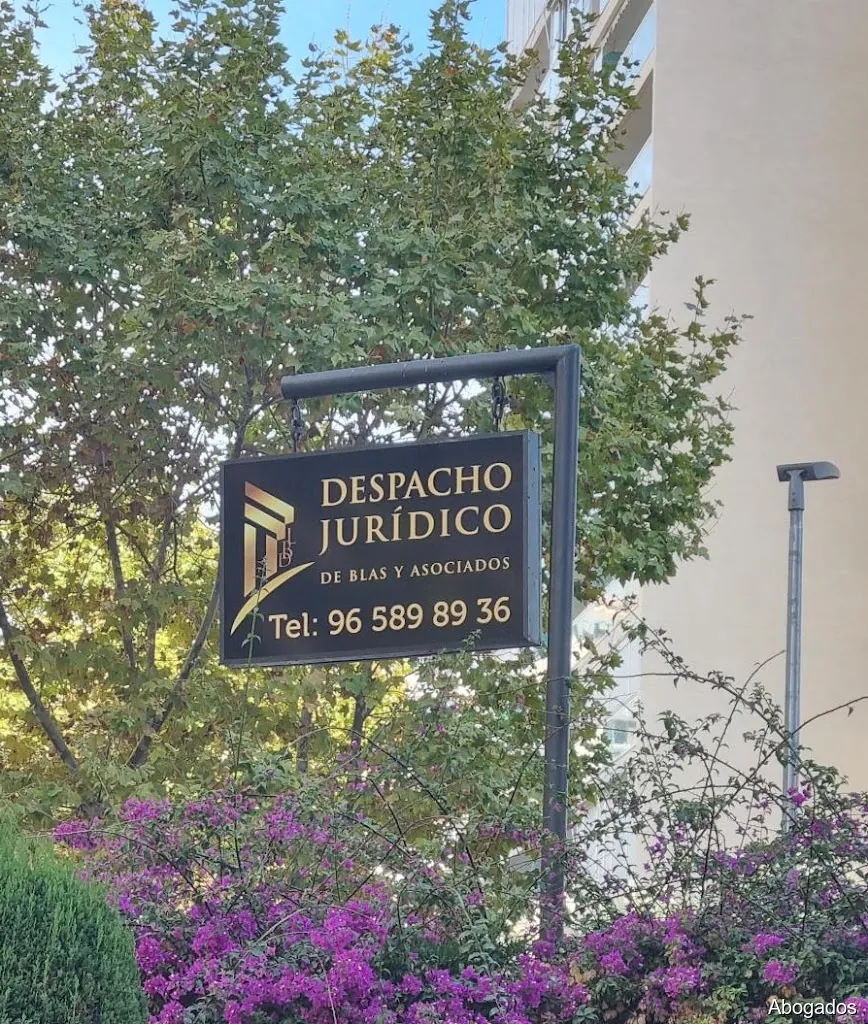 DESPACHO
JURÍDICO
DE BLAS Y ASOCIADOS
Tel: 96 589 89 36
Abogados